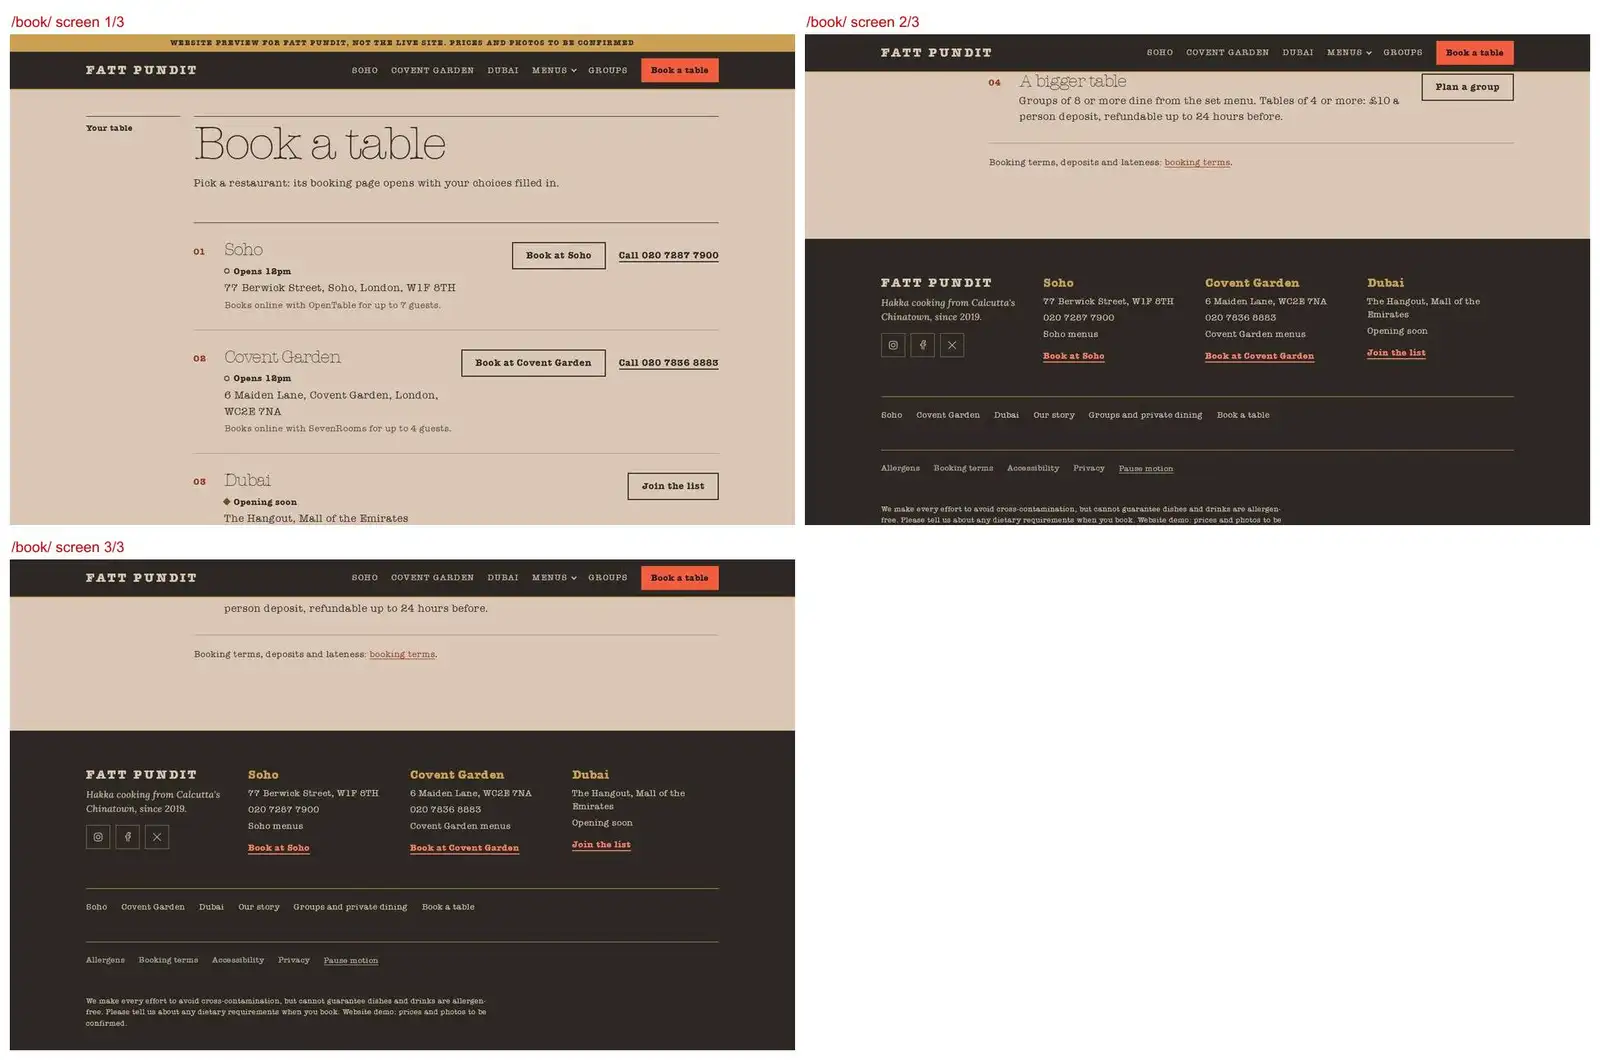 /book/ screen 1/3
WEBSITE PREVIEW FOR FATT PUNDIT, NOT THE LIVE SITE. PRICES AND PHOTOS TO BE CONFIRMED
FATT PUNDIT
SOHO COVENT GARDEN DUBAI MENUS GROUPS Book a table
Your table
Book a table
Pick a restaurant: its booking page opens with your choices filled in.
01 Soho
Opens 12pm
77 Berwick Street, Soho, London, W1F 8TH
Books online with OpenTable for up to 7 guests.
Book at Soho Call 020 7287 7900
02 Covent Garden
Opens 12pm
6 Maiden Lane, Covent Garden, London,
WC2E 7NA
Books online with SevenRooms for up to 4 guests.
Book at Covent Garden Call 020 7836 8883
03 Dubai
Opening soon
The Hangout, Mall of the Emirates
Join the list
/book/ screen 2/3
FATT PUNDIT
SOHO COVENT GARDEN DUBAI MENUS GROUPS Book a table
04 A bigger table
Groups of 8 or more dine from the set menu. Tables of 4 or more: £10 a
person deposit, refundable up to 24 hours before.
Plan a group
Booking terms, deposits and lateness: booking terms.
FATT PUNDIT
Hakka cooking from Calcutta's
Chinatown, since 2019.
Soho
77 Berwick Street, W1F 8TH
020 7287 7900
Soho menus
Book at Soho
Covent Garden
6 Maiden Lane, WC2E 7NA
020 7836 8883
Covent Garden menus
Book at Covent Garden
Dubai
The Hangout, Mall of the
Emirates
Opening soon
Join the list
Soho Covent Garden Dubai Our story Groups and private dining Book a table
Allergens Booking terms Accessibility Privacy Pause motion
We make every effort to avoid cross-contamination, but cannot guarantee dishes and drinks are allergen-
free. Please tell us about any dietary requirements when you book. Website demo: prices and photos to be
/book/ screen 3/3
FATT PUNDIT
SOHO COVENT GARDEN DUBAI MENUS GROUPS Book a table
person deposit, refundable up to 24 hours before.
Booking terms, deposits and lateness: booking terms.
FATT PUNDIT
Hakka cooking from Calcutta's
Chinatown, since 2019.
Soho
77 Berwick Street, W1F 8TH
020 7287 7900
Soho menus
Book at Soho
Covent Garden
6 Maiden Lane, WC2E 7NA
020 7836 8883
Covent Garden menus
Book at Covent Garden
Dubai
The Hangout, Mall of the
Emirates
Opening soon
Join the list
Soho Covent Garden Dubai Our story Groups and private dining Book a table
Allergens Booking terms Accessibility Privacy Pause motion
We make every effort to avoid cross-contamination, but cannot guarantee dishes and drinks are allergen-
free. Please tell us about any dietary requirements when you book. Website demo: prices and photos to be
confirmed.